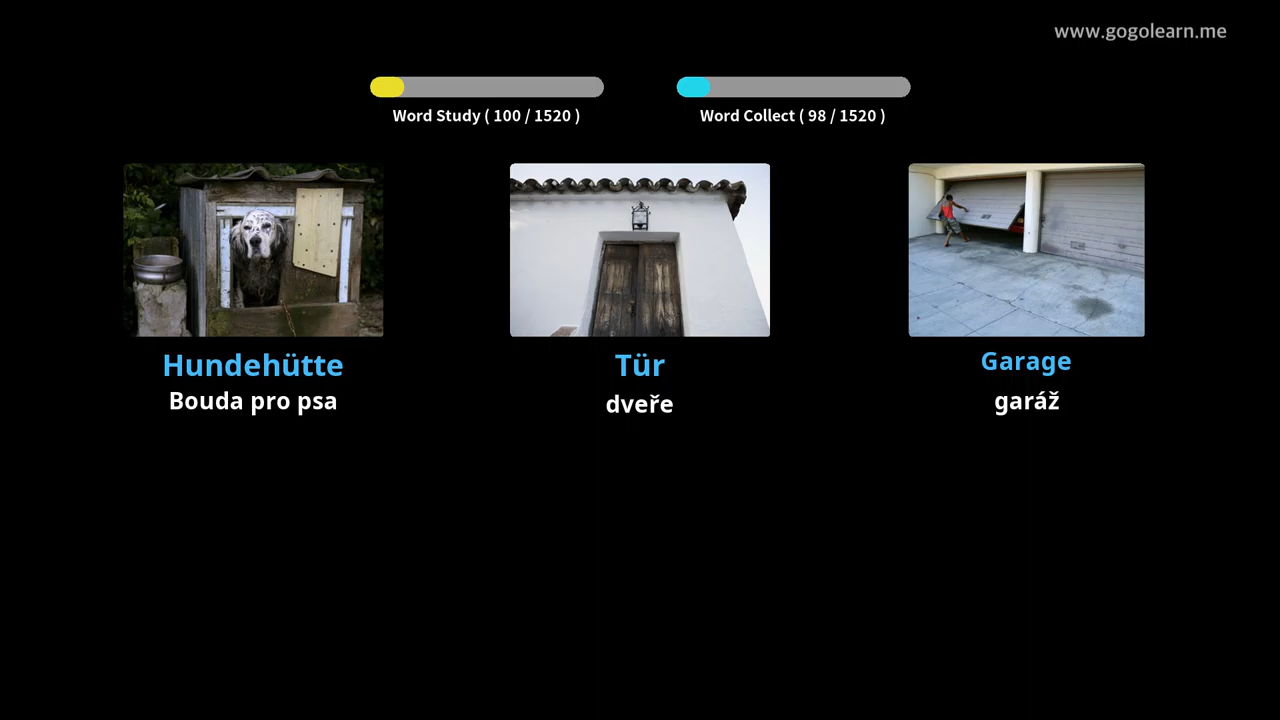 www.gogolearn.me
Word Study ( 100 / 1520 )
Word Collect ( 98 / 1520 )
Hundehütte
Bouda pro psa
Tür
dveře
Garage
garáž